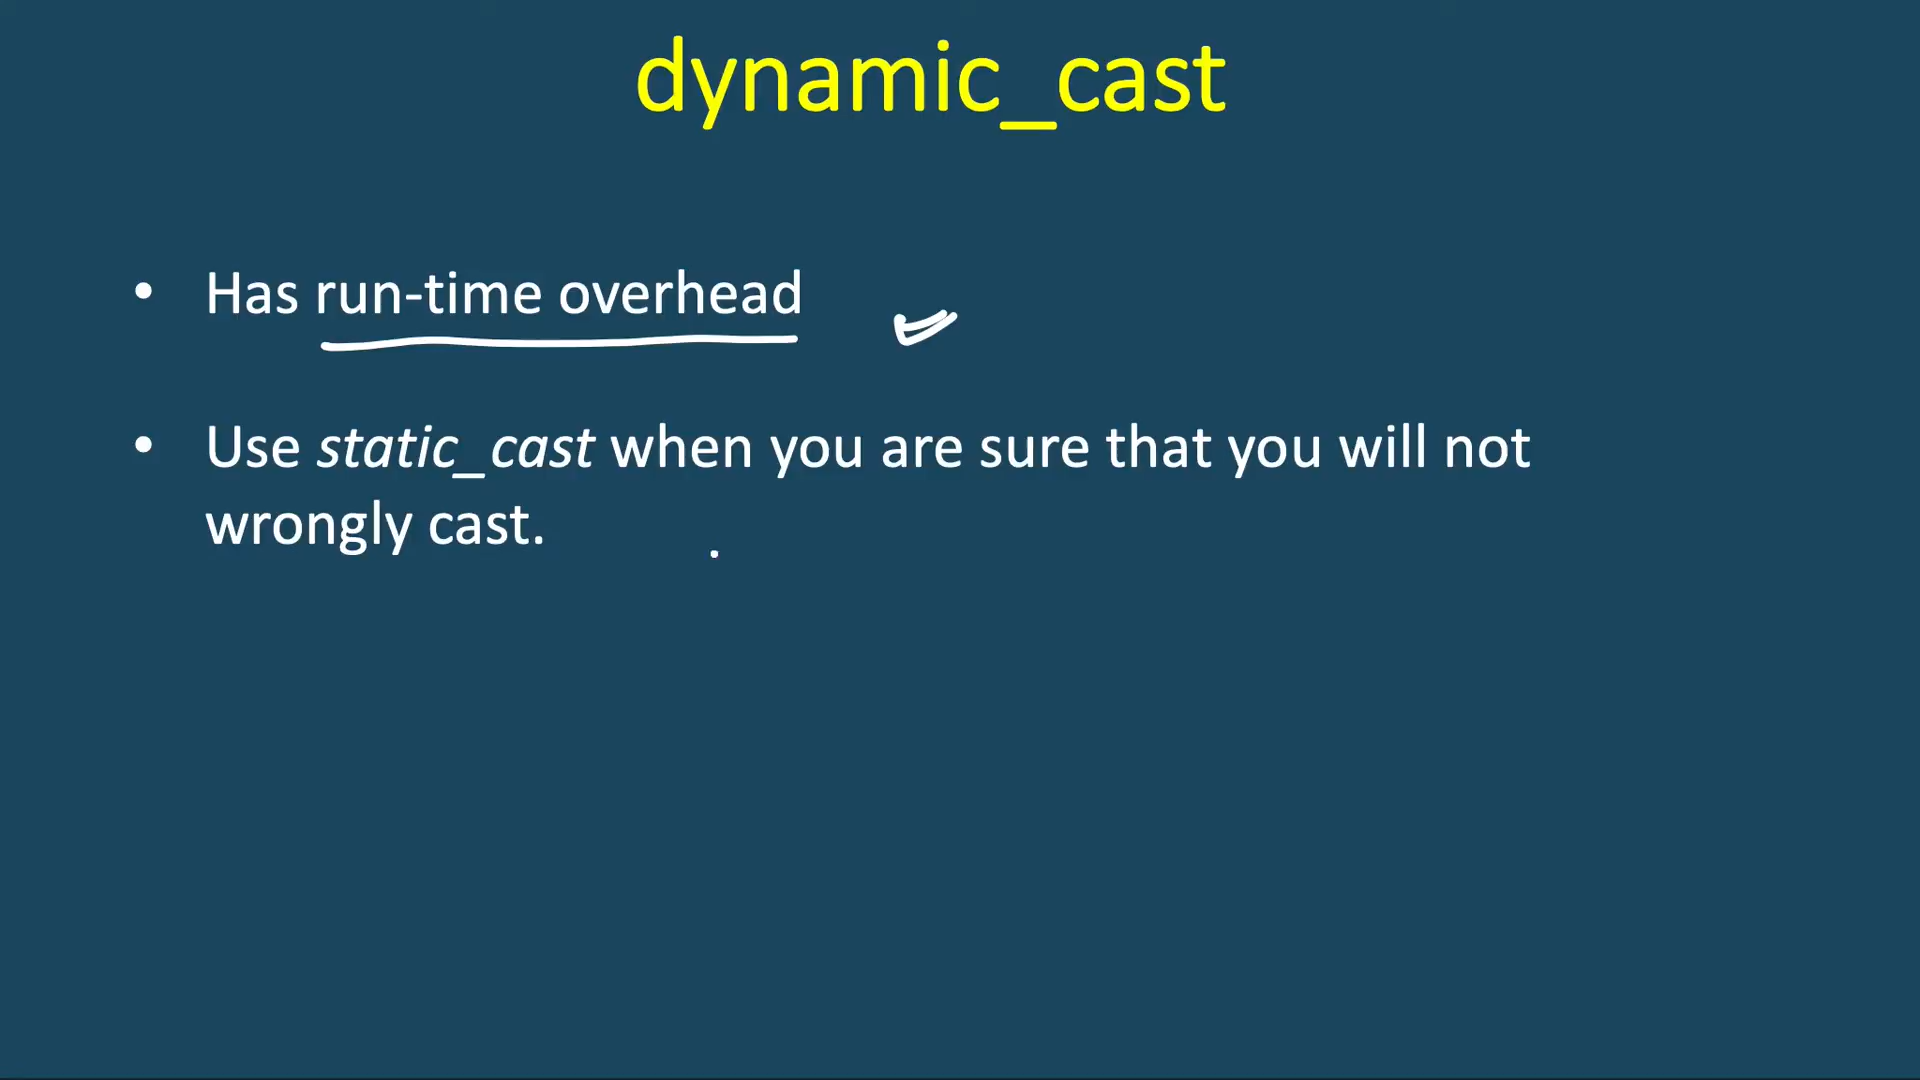 dynamic_cast
• Has run-time overhead
• Use static_cast when you are sure that you will not
wrongly cast.